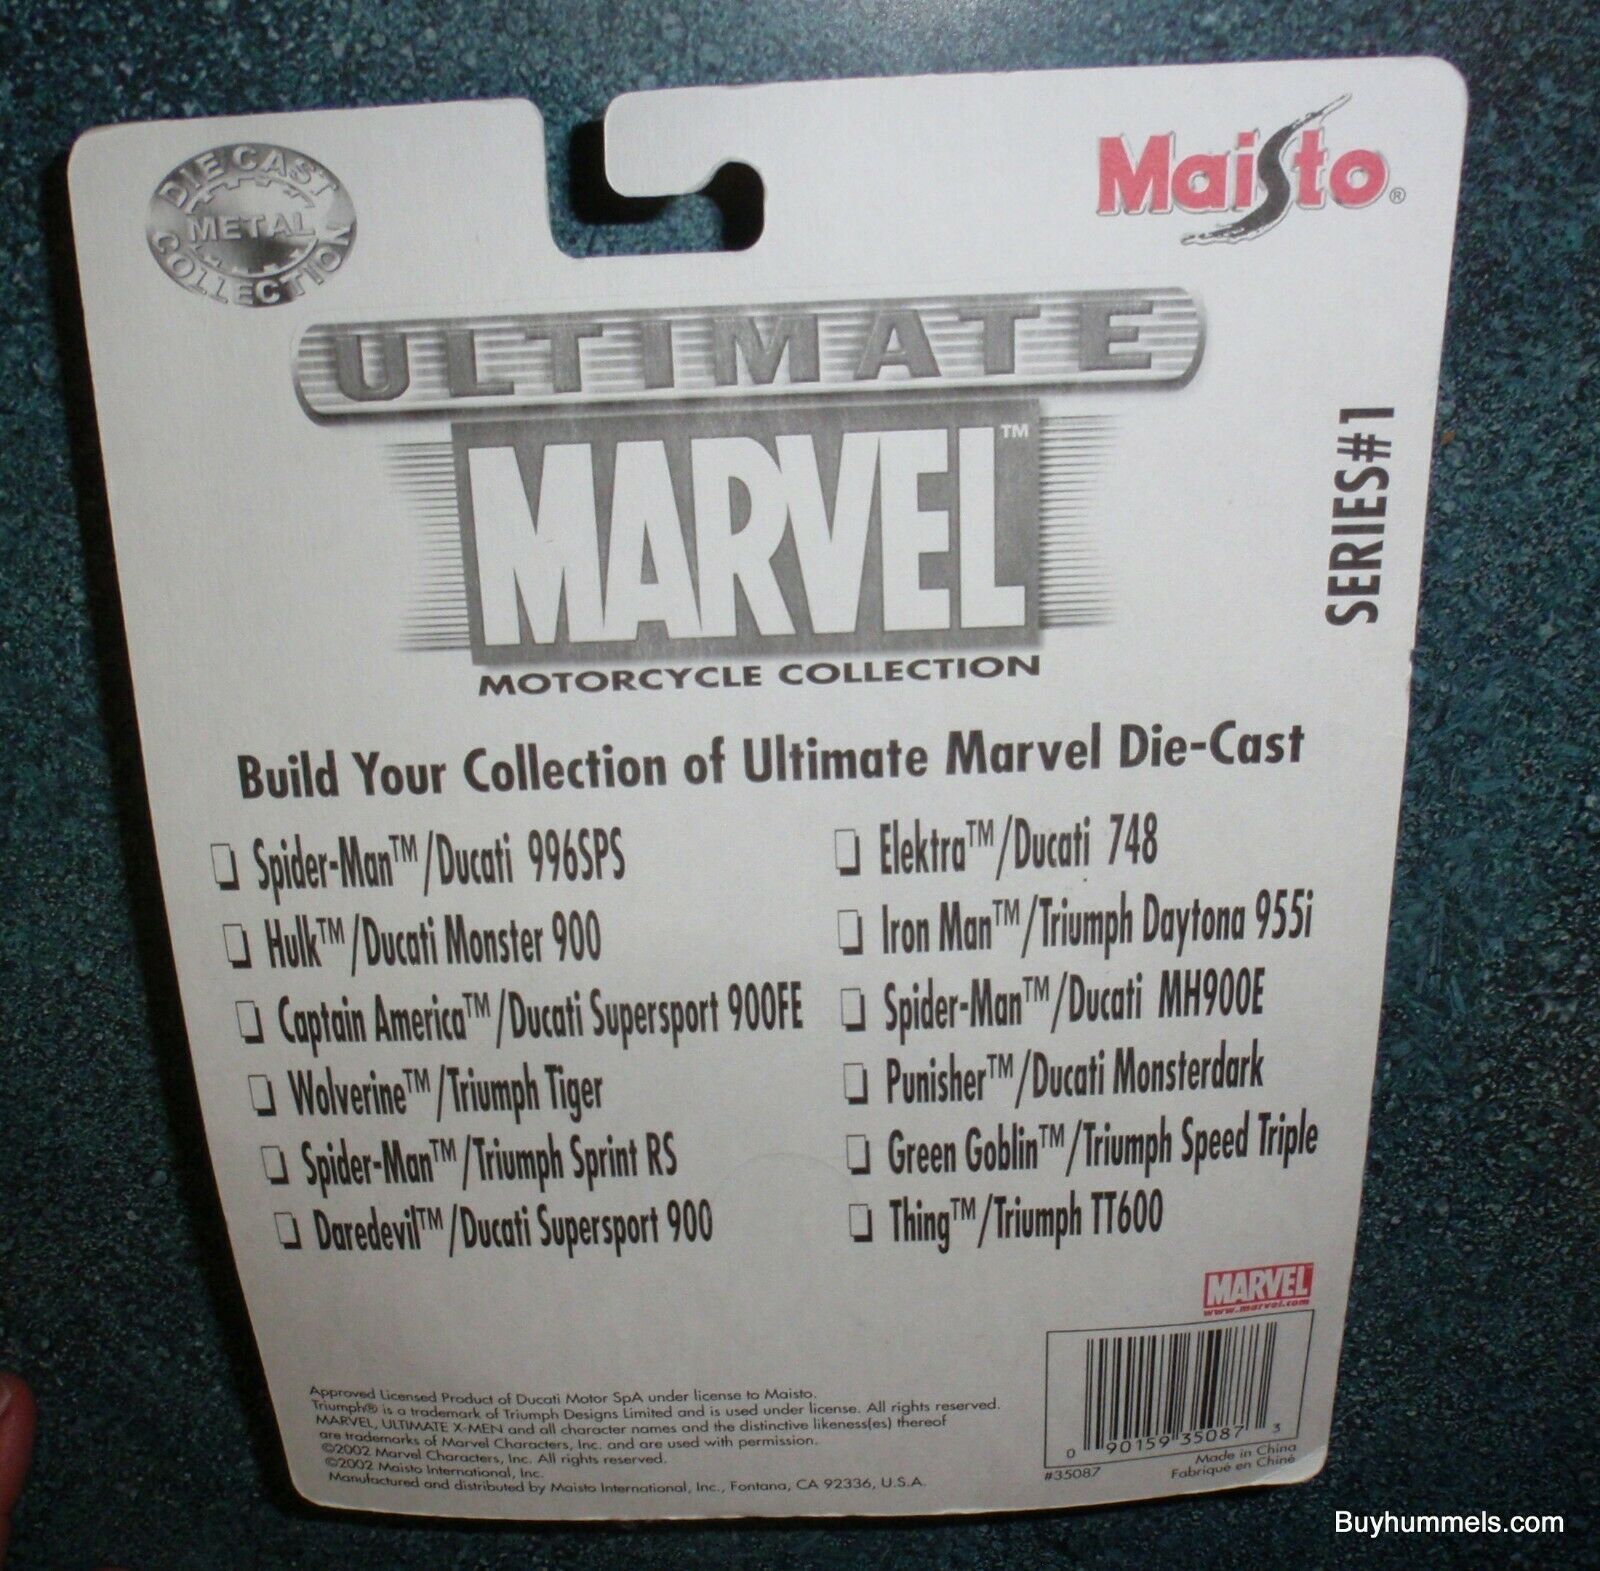 DIE CAST
METAL
COLLECTION
Maisto®
ULTIMATE
MARVEL™
MOTORCYCLE COLLECTION
SERIES#1
Build Your Collection of Ultimate Marvel Die-Cast
Spider-Man™/Ducati 996SPS
Hulk™/Ducati Monster 900
Captain America™/Ducati Supersport 900FE
Wolverine™/Triumph Tiger
Spider-Man™/Triumph Sprint RS
Daredevil™/Ducati Supersport 900
Elektra™/Ducati 748
Iron Man™/Triumph Daytona 955i
Spider-Man™/Ducati MH900E
Punisher™/Ducati Monsterdark
Green Goblin™/Triumph Speed Triple
Thing™/Triumph TT600
MARVEL
www.marvel.com
Approved Licensed Product of Ducati Motor SpA under license to Maisto.
Triumph® is a trademark of Triumph Designs Limited and is used under license. All rights reserved.
MARVEL, ULTIMATE X-MEN and all character names and the distinctive likeness(es) thereof
are trademarks of Marvel Characters, Inc. and are used with permission.
©2002 Marvel Characters, Inc. All rights reserved.
©2002 Maisto International, Inc.
Manufactured and distributed by Maisto International, Inc., Fontana, CA 92336, U.S.A.
0 90159 35087 3
#35087
Made in China
Fabriqué en Chine
Buyhummels.com